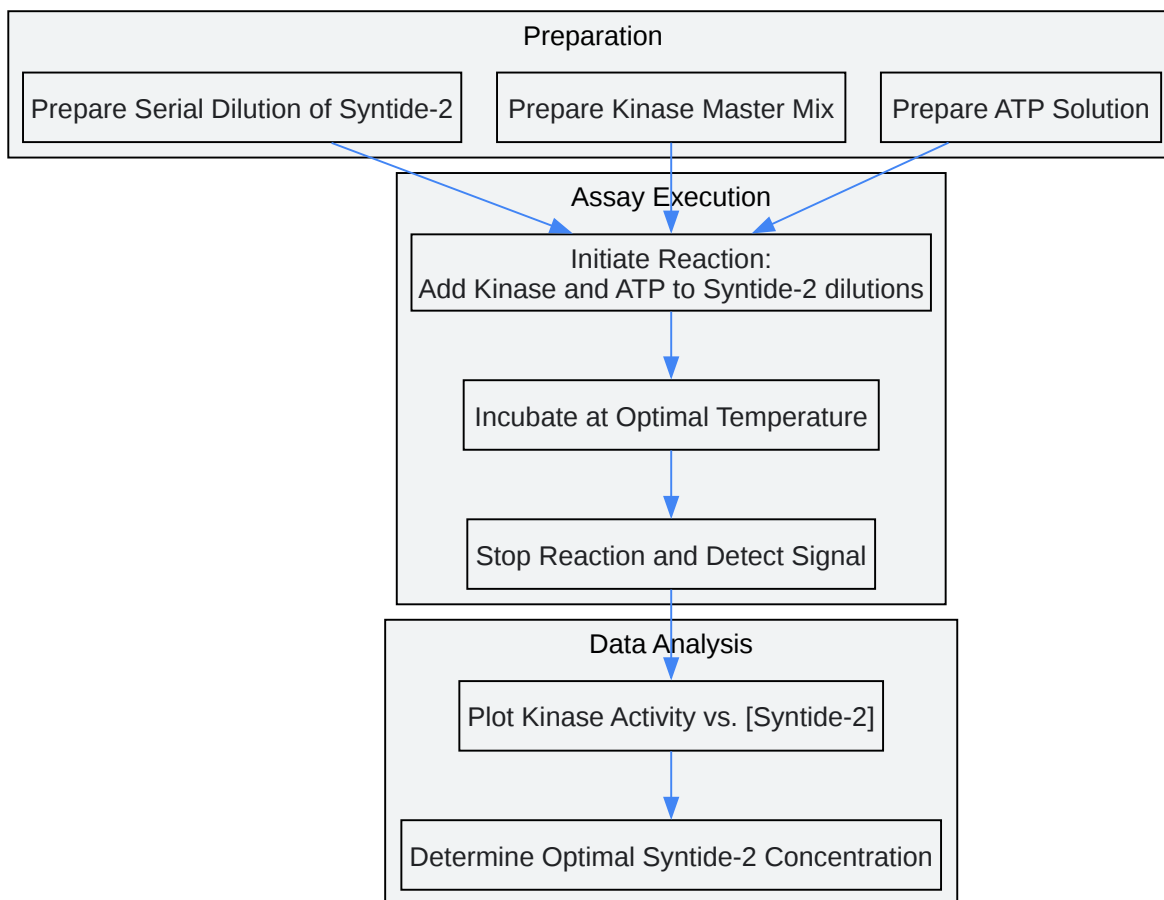 Preparation
Prepare Serial Dilution of Syntide-2
Prepare Kinase Master Mix
Prepare ATP Solution
Assay Execution
Initiate Reaction:
Add Kinase and ATP to Syntide-2 dilutions
Incubate at Optimal Temperature
Stop Reaction and Detect Signal
Data Analysis
Plot Kinase Activity vs. [Syntide-2]
Determine Optimal Syntide-2 Concentration